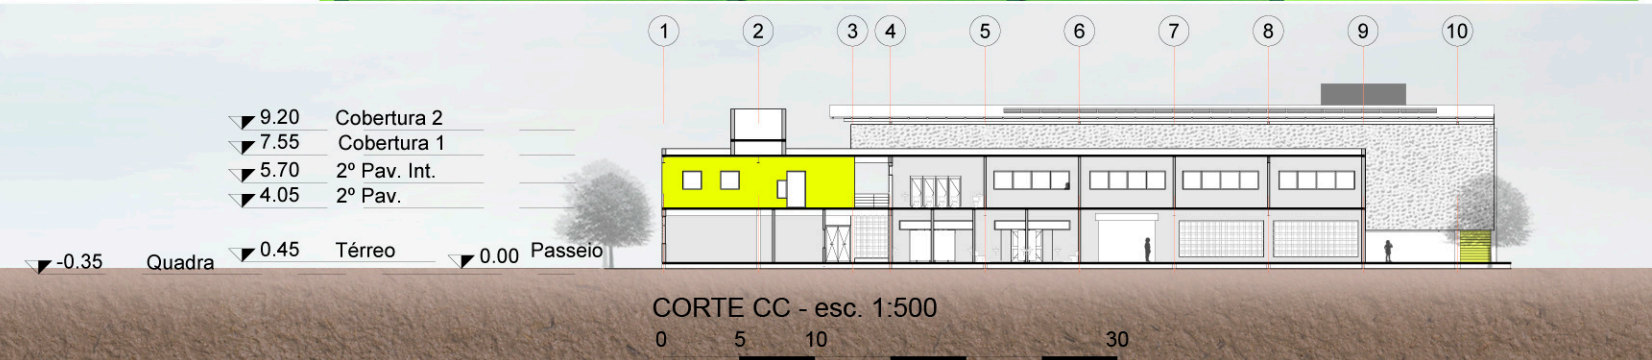 1 2 3 4 5 6 7 8 9 10
9.20 Cobertura 2
7.55 Cobertura 1
5.70 2º Pav. Int.
4.05 2º Pav.
0.45 Térreo
0.00 Passeio
-0.35 Quadra
CORTE CC - esc. 1:500
0 5 10 30